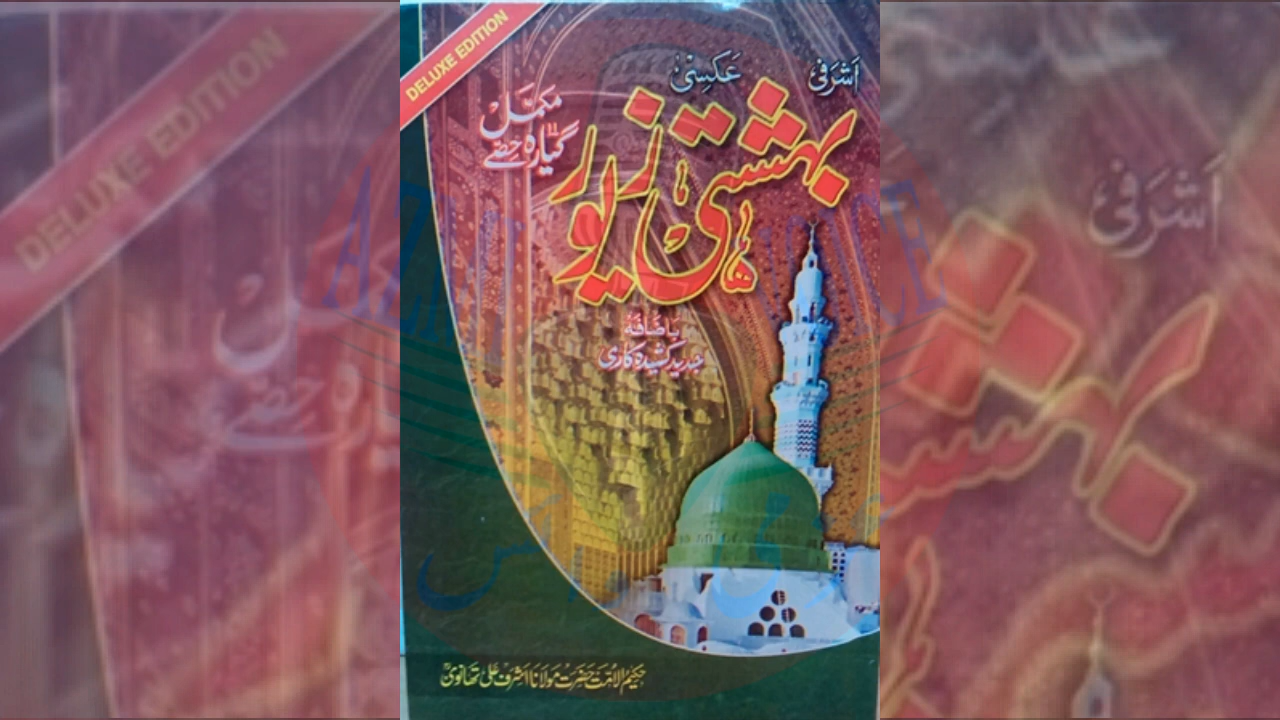 DELUXE EDITION
اشرفی عکسی
بہشتی زیور
مکمل
گیارہ حصے
باضافہ
جدید کشیدہ کاری
حکیم الامت حضرت مولانا اشرف علی تھانوی